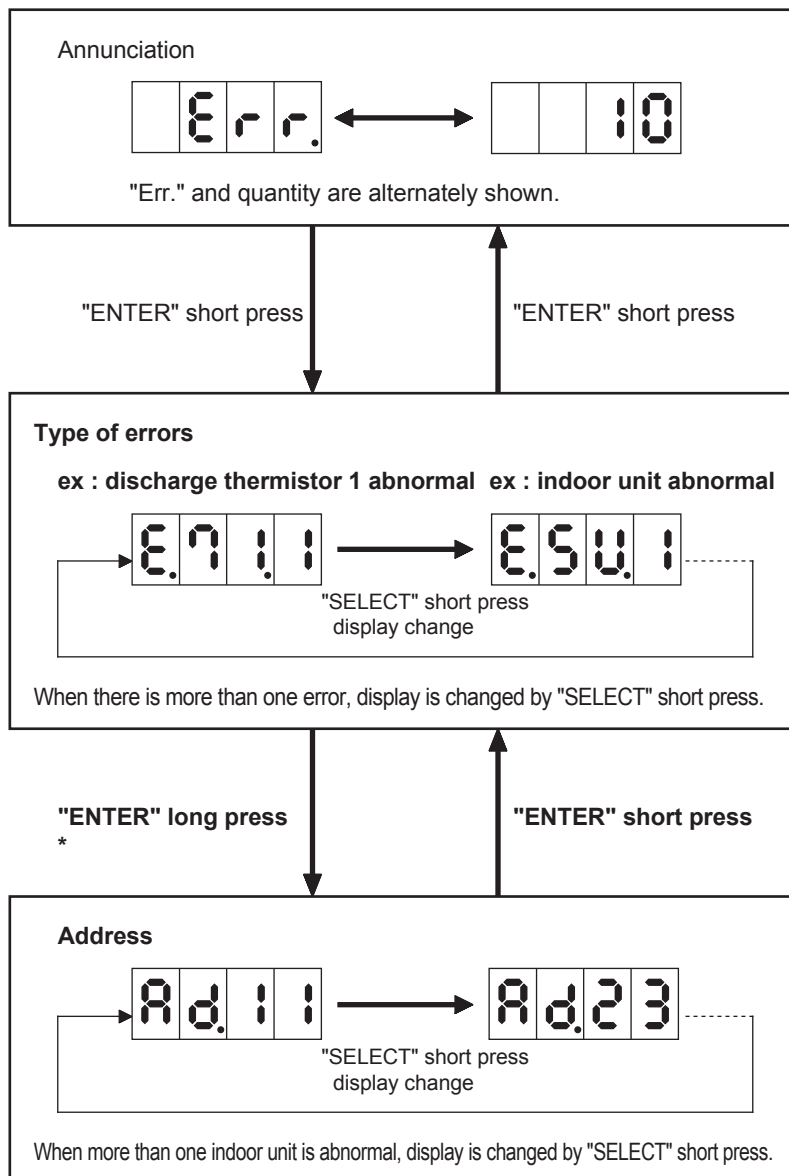 Annunciation
Err. 10
"Err." and quantity are alternately shown.
"ENTER" short press "ENTER" short press
Type of errors
ex : discharge thermistor 1 abnormal ex : indoor unit abnormal
E.71.1 E.5U.1
"SELECT" short press
display change
When there is more than one error, display is changed by "SELECT" short press.
"ENTER" long press "ENTER" short press
*
Address
Ad.11 Ad.23
"SELECT" short press
display change
When more than one indoor unit is abnormal, display is changed by "SELECT" short press.